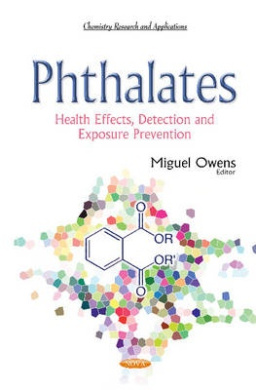 Chemistry Research and Applications
Phthalates
Health Effects, Detection and
Exposure Prevention
Miguel Owens
Editor
O
OR
OR'
O